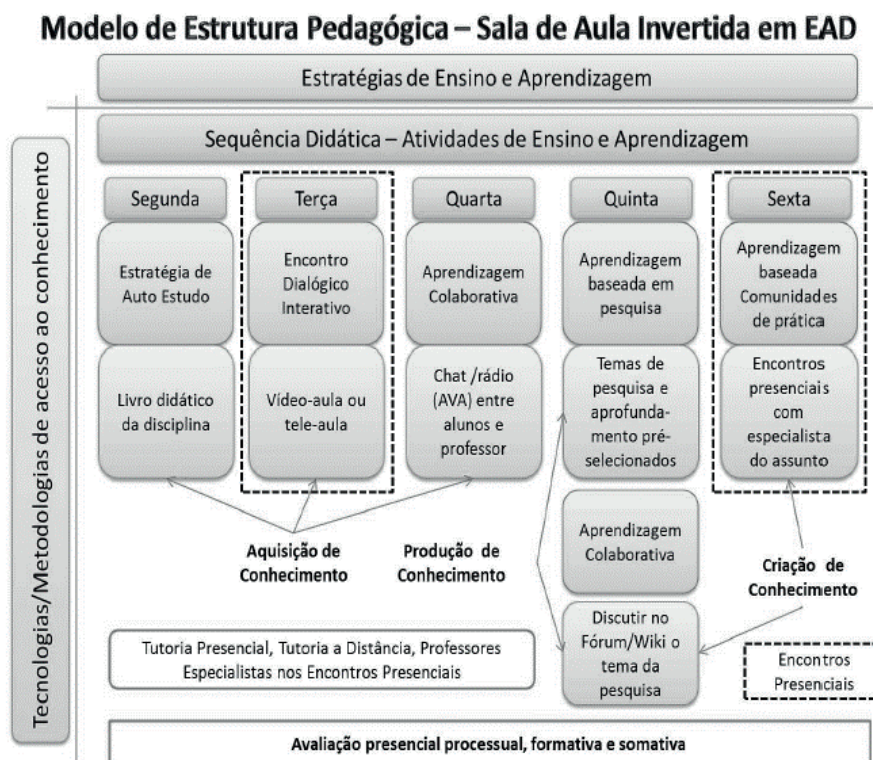 Modelo de Estrutura Pedagógica – Sala de Aula Invertida em EAD
Estratégias de Ensino e Aprendizagem
Sequência Didática – Atividades de Ensino e Aprendizagem
Tecnologias/Metodologias de acesso ao conhecimento
Segunda
Estratégia de
Auto Estudo
Livro didático
da disciplina
Terça
Encontro
Dialógico
Interativo
Vídeo-aula ou
tele-aula
Quarta
Aprendizagem
Colaborativa
Chat /rádio
(AVA) entre
alunos e
professor
Quinta
Aprendizagem
baseada em
pesquisa
Temas de
pesquisa e
aprofunda-
mento pré-
selecionados
Aprendizagem
Colaborativa
Discutir no
Fórum/Wiki o
tema da
pesquisa
Sexta
Aprendizagem
baseada
Comunidades
de prática
Encontros
presenciais
com
especialista
do assunto
Aquisição de
Conhecimento
Produção de
Conhecimento
Criação de
Conhecimento
Tutoria Presencial, Tutoria a Distância, Professores
Especialistas nos Encontros Presenciais
Encontros
Presenciais
Avaliação presencial processual, formativa e somativa